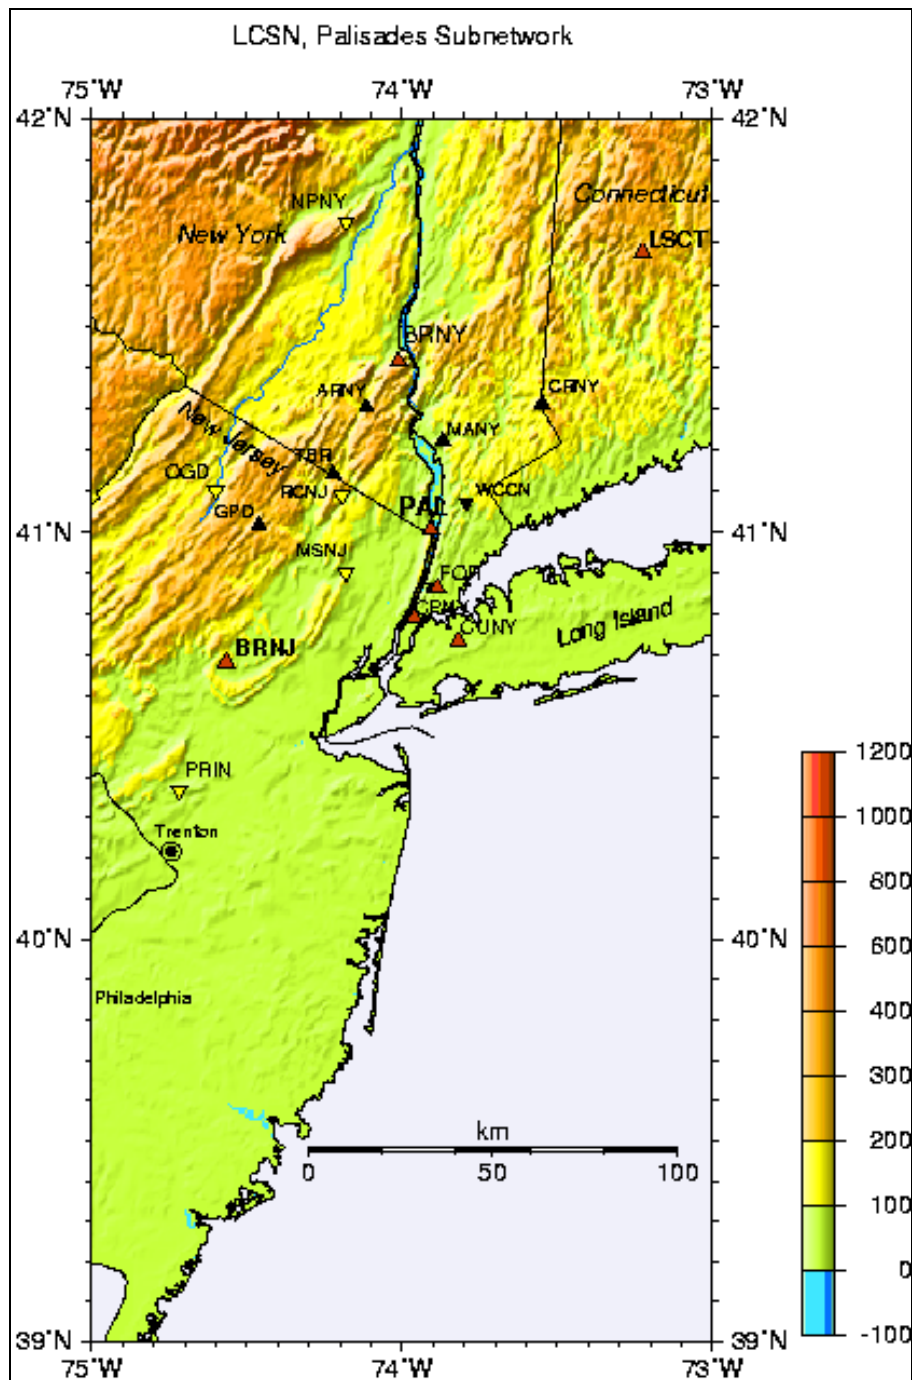 LCSN, Palisades Subnetwork
75°W 74°W 73°W
42°N 42°N
Connecticut
NPNY
New York
LSCT
BRNY
ARNY
CRNY
New Jersey
MANY
TBR
OGD
RCNJ
WCCN
GPD
PAL
41°N 41°N
MSNJ
FOR
CPNY
CUNY
Long Island
BRNJ
PRIN
Trenton
40°N 40°N
Philadelphia
km
0 50 100
1200
1000
800
600
400
300
200
100
0
-100
39°N 39°N
75°W 74°W 73°W